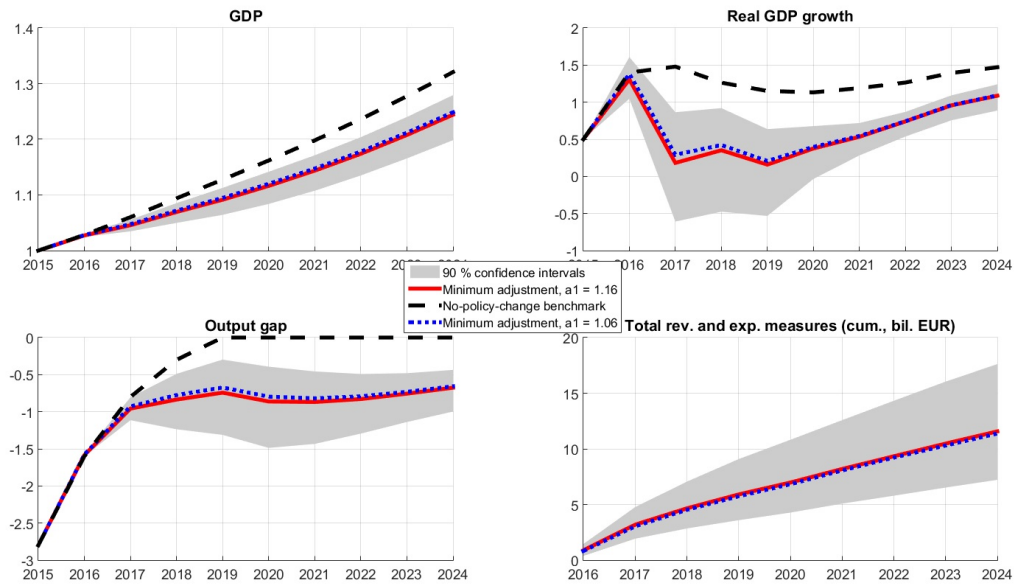 GDP
1.4
1.3
1.2
1.1
1
2015 2016 2017 2018 2019 2020 2021 2022 2023 2024
Real GDP growth
2
1.5
1
0.5
0
-0.5
-1
2015 2016 2017 2018 2019 2020 2021 2022 2023 2024
90 % confidence intervals
Minimum adjustment, a1 = 1.16
No-policy-change benchmark
Minimum adjustment, a1 = 1.06
Output gap
0
-0.5
-1
-1.5
-2
-2.5
-3
2015 2016 2017 2018 2019 2020 2021 2022 2023 2024
Total rev. and exp. measures (cum., bil. EUR)
20
15
10
5
0
2016 2017 2018 2019 2020 2021 2022 2023 2024